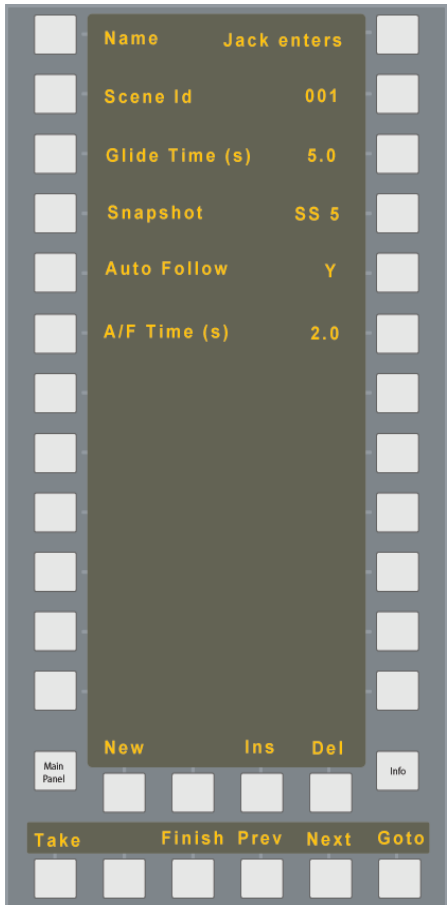 Name Jack enters
Scene Id 001
Glide Time (s) 5.0
Snapshot SS 5
Auto Follow Y
A/F Time (s) 2.0
New Ins Del
Main
Panel
Info
Take Finish Prev Next Goto